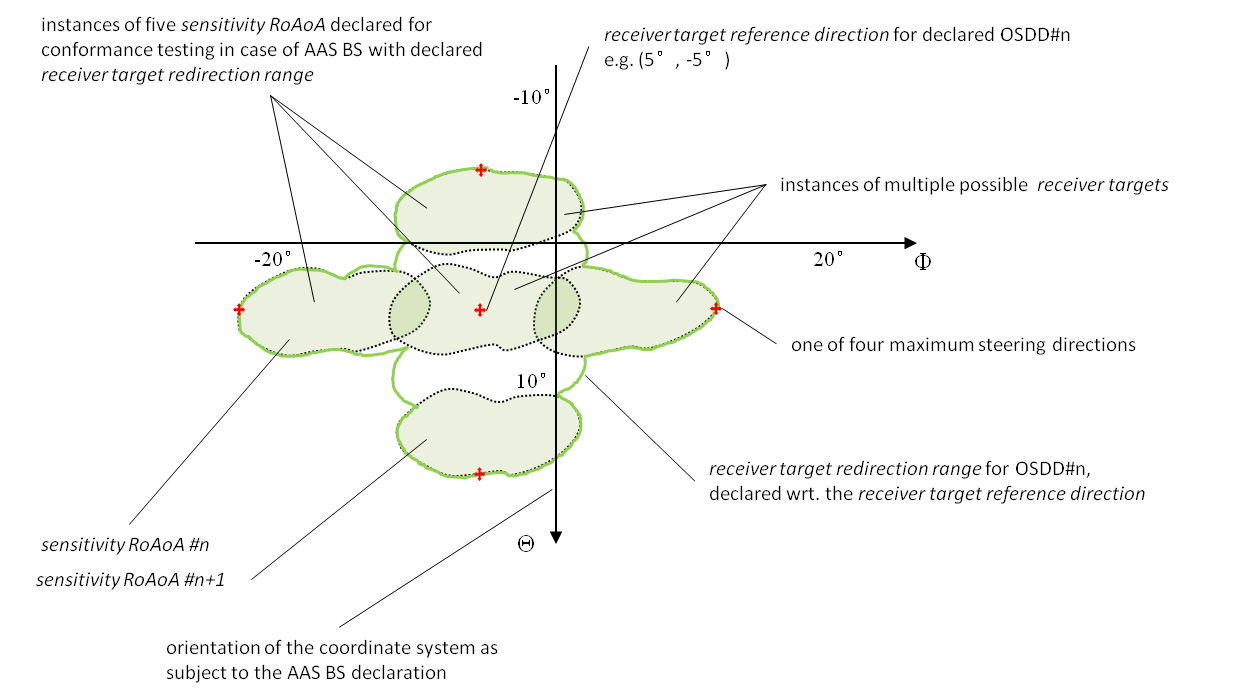 instances of five sensitivity RoAoA declared for
conformance testing in case of AAS BS with declared
receiver target redirection range
receiver target reference direction for declared OSDD#n
e.g. (5°, -5°)
-10°
instances of multiple possible receiver targets
-20°
20°
Φ
one of four maximum steering directions
10°
receiver target redirection range for OSDD#n,
declared wrt. the receiver target reference direction
Θ
sensitivity RoAoA #n
sensitivity RoAoA #n+1
orientation of the coordinate system as
subject to the AAS BS declaration